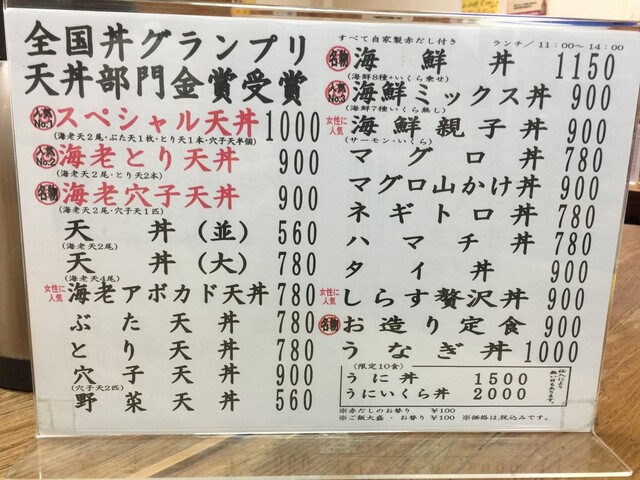 全国丼グランプリ
天丼部門金賞受賞
人気No.1 スペシャル天丼 1000
(海老天2尾・ぶた天1枚・とり天1本・穴子天半個)
人気No.2 海老とり天丼 900
(海老天2尾・とり天2本)
名物 海老穴子天丼 900
(海老天2尾・穴子天1匹)
天丼(並) 560
(海老天2尾)
天丼(大) 780
(海老天4尾)
女性に人気 海老アボカド天丼 780
ぶた天丼 780
とり天丼 780
穴子天丼 900
(穴子天2匹)
野菜天丼 560
すべて自家製赤だし付き ランチ/11:00〜14:00
名物 海鮮丼 1150
(海鮮8種+いくら乗せ)
人気No.3 海鮮ミックス丼 900
(海鮮7種いくら無し)
女性に人気 海鮮親子丼 900
(サーモン・いくら)
マグロ丼 780
マグロ山かけ丼 900
ネギトロ丼 780
ハマチ丼 780
タイ丼 900
女性に人気 しらす贅沢丼 900
名物 お造り定食 900
うなぎ丼 1000
(限定10食)
うに丼 1500
うにいくら丼 2000
仕入により無い日もあります。
※赤だしのお替り ¥100
※ご飯大盛・お替り ¥100 ※価格は税込みです。